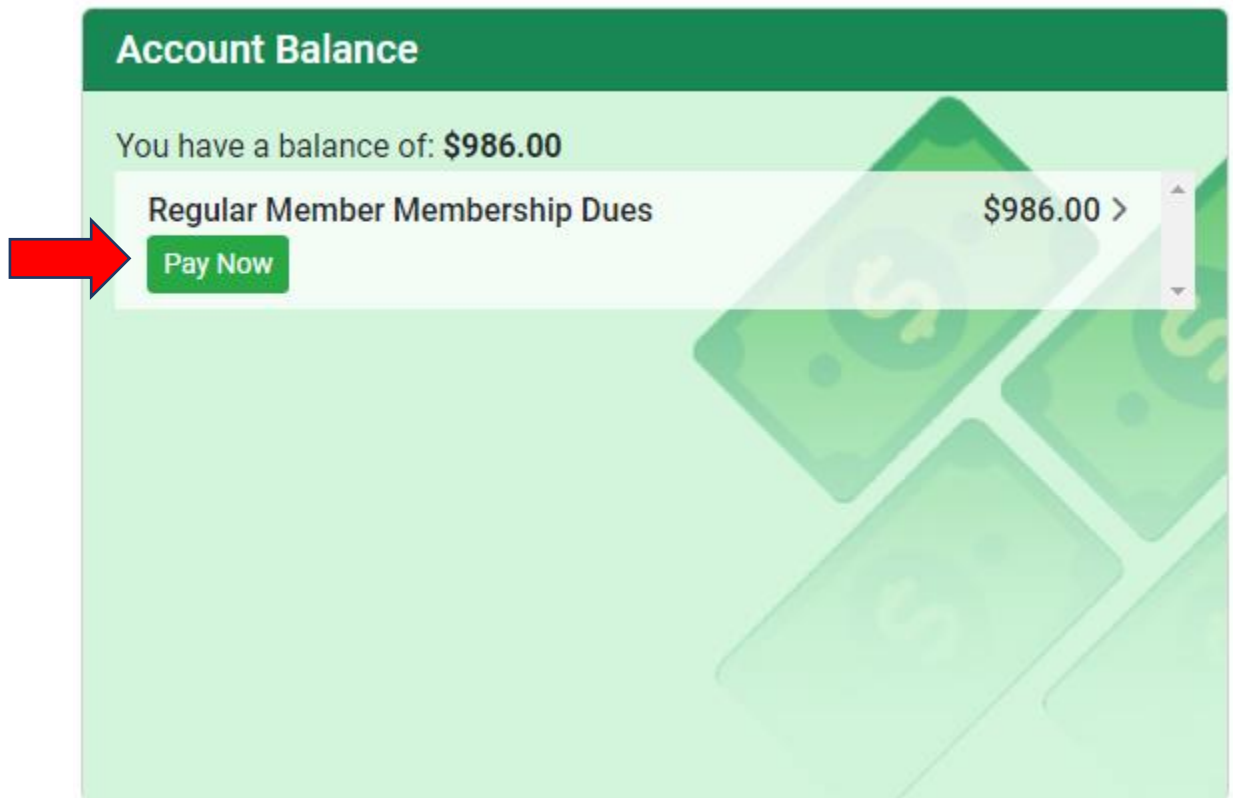 Account Balance
You have a balance of: $986.00
Regular Member Membership Dues $986.00 >
Pay Now